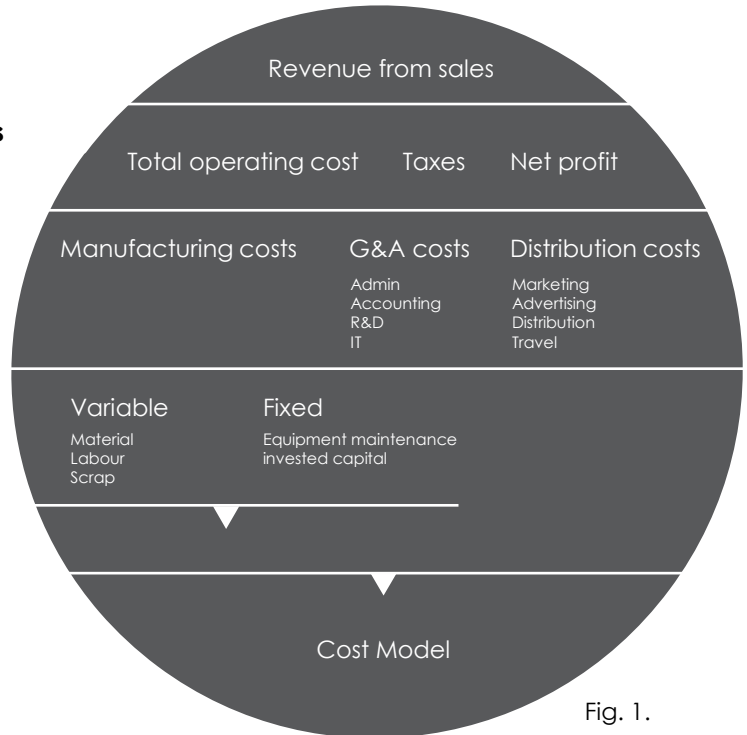 s
Revenue from sales
Total operating cost Taxes Net profit
Manufacturing costs G&A costs Distribution costs
Admin
Accounting
R&D
IT
Marketing
Advertising
Distribution
Travel
Variable
Material
Labour
Scrap
Fixed
Equipment maintenance
invested capital
Cost Model
Fig. 1.